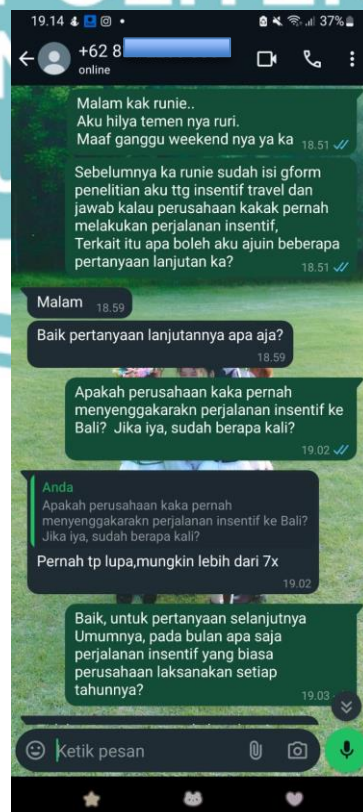 19.14
37%
+62 8
online
Malam kak runie..
Aku hilya temen nya ruri.
Maaf ganggu weekend nya ya ka
18.51
Sebelumnya ka runie sudah isi gform
penelitian aku ttg insentif travel dan
jawab kalau perusahaan kakak pernah
melakukan perjalanan insentif,
Terkait itu apa boleh aku ajuin beberapa
pertanyaan lanjutan ka?
18.51
Malam 18.59
Baik pertanyaan lanjutannya apa aja?
18.59
Apakah perusahaan kaka pernah
menyenggakarakn perjalanan insentif ke
Bali? Jika iya, sudah berapa kali?
19.02
Anda
Apakah perusahaan kaka pernah
menyenggakarakn perjalanan insentif ke Bali?
Jika iya, sudah berapa kali?
Pernah tp lupa,mungkin lebih dari 7x
19.02
Baik, untuk pertanyaan selanjutnya
Umumnya, pada bulan apa saja
perjalanan insentif yang biasa
perusahaan laksanakan setiap
tahunnya?
19.03
Ketik pesan